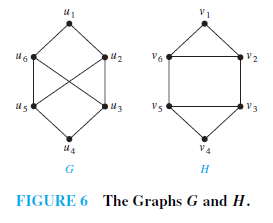 u1 v1
u6 u2 v6 v2
u5 u3 v5 v3
u4 v4
G H
FIGURE 6 The Graphs G and H.